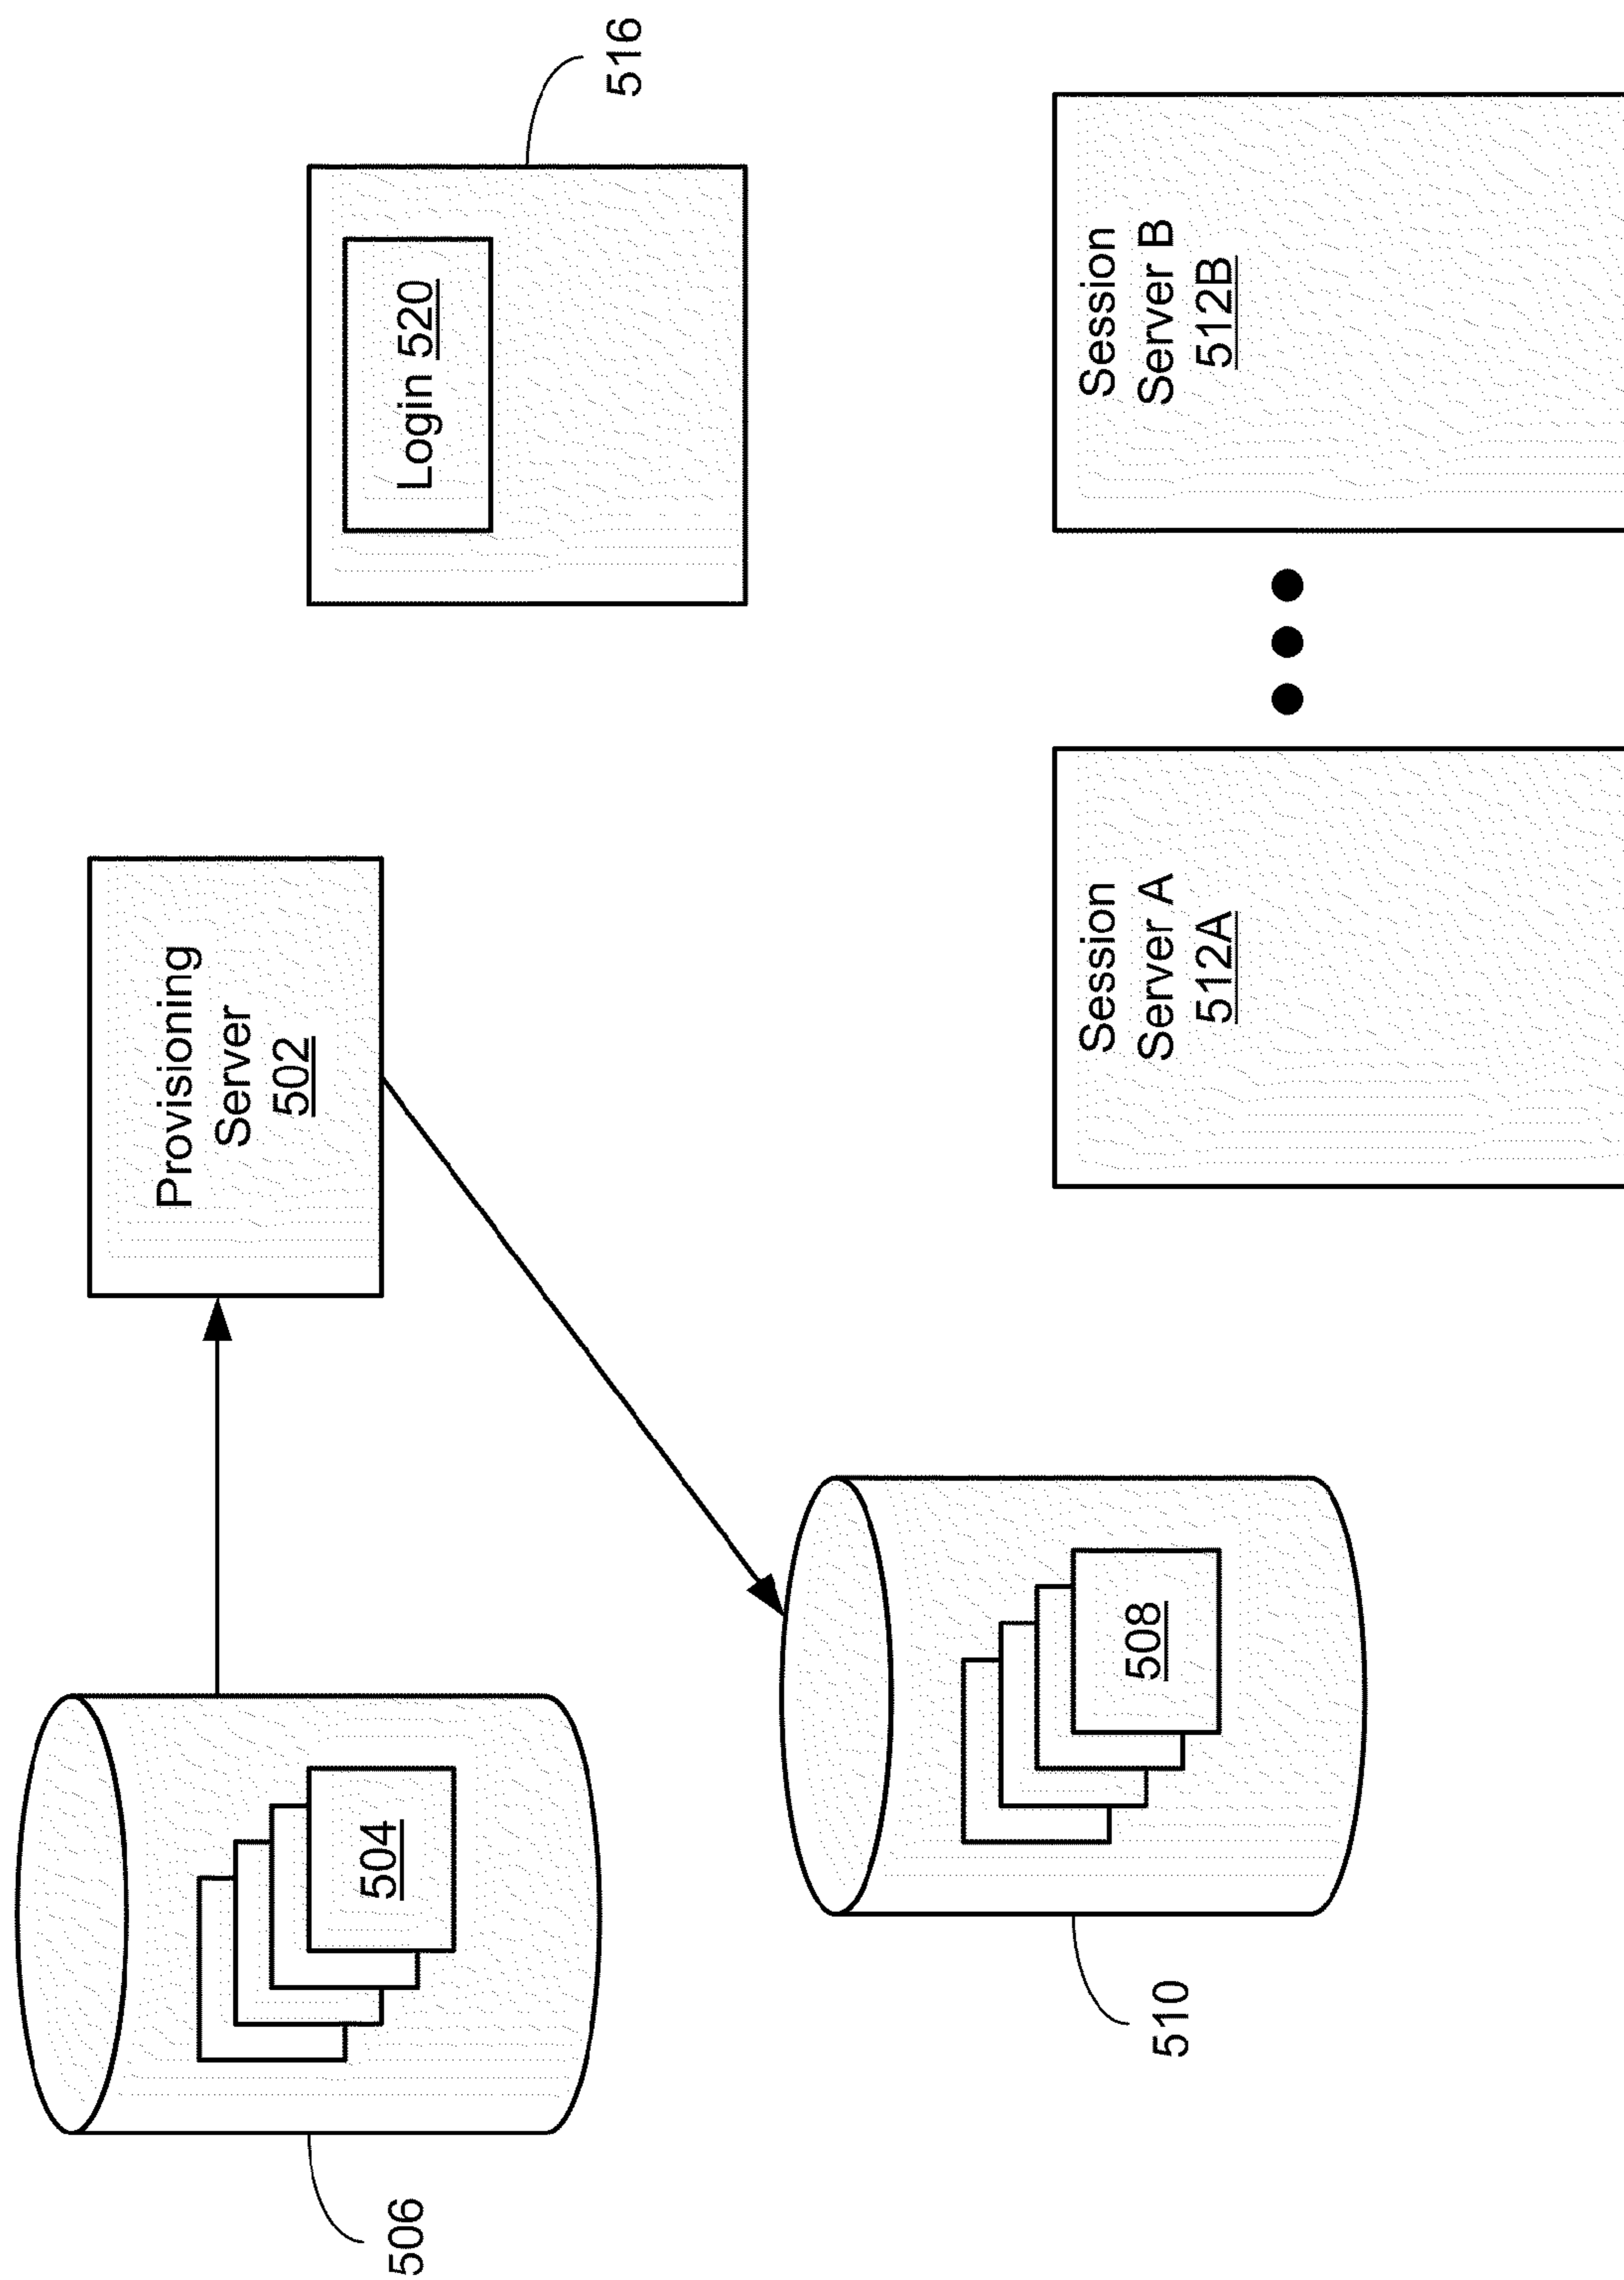 506
504
Provisioning
Server
502
Login 520
516
510
508
Session
Server A
512A
Session
Server B
512B